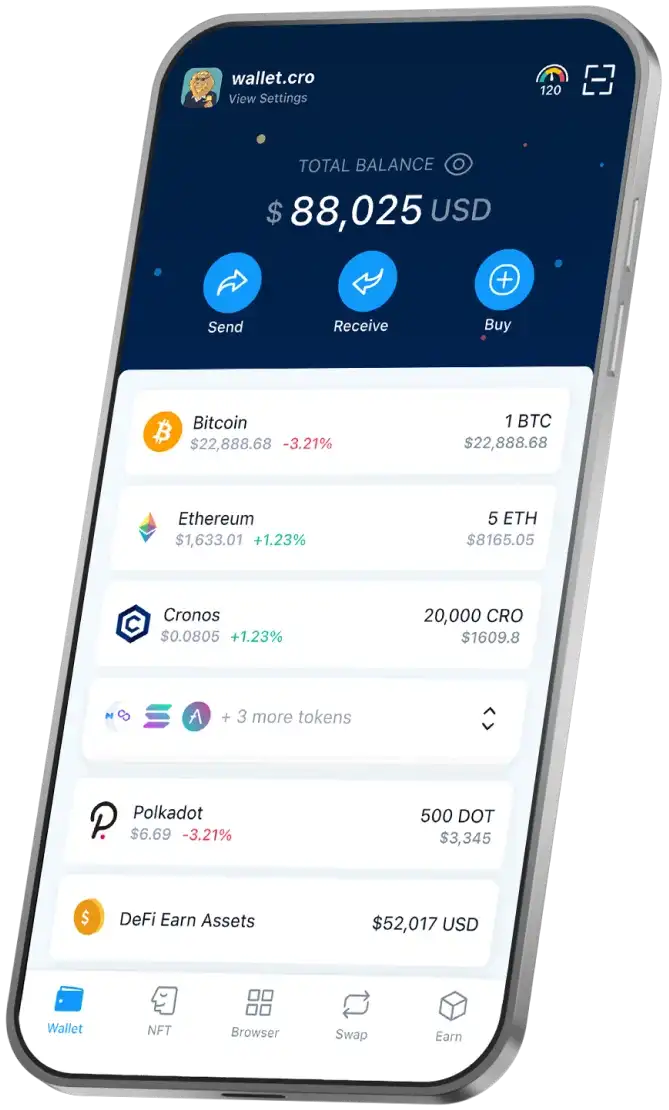 wallet.cro
View Settings
120
TOTAL BALANCE
$ 88,025 USD
Send
Receive
Buy
Bitcoin
1 BTC
$22,888.68 -3.21%
$22,888.68
Ethereum
5 ETH
$1,633.01 +1.23%
$8165.05
Cronos
20,000 CRO
$0.0805 +1.23%
$1609.8
+ 3 more tokens
Polkadot
500 DOT
$6.69 -3.21%
$3,345
DeFi Earn Assets
$52,017 USD
Wallet
NFT
Browser
Swap
Earn